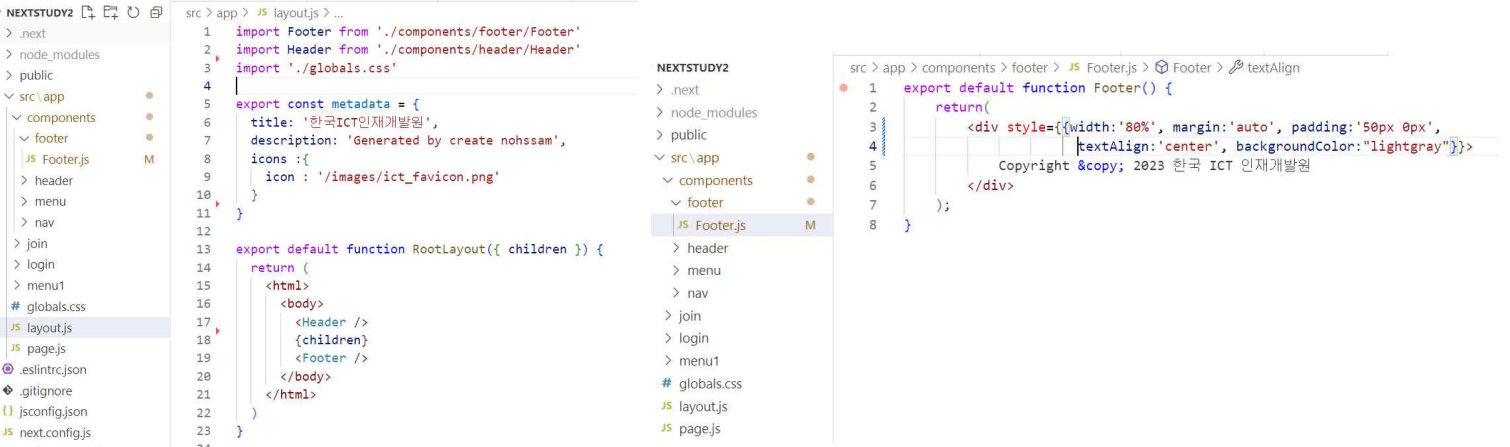 NEXTSTUDY2
.next
node_modules
public
src\app
components
footer
JS Footer.js M
header
menu
nav
join
login
menu1
# globals.css
JS layout.js
JS page.js
.eslintrc.json
.gitignore
{} jsconfig.json
JS next.config.js
src > app > JS layout.js > ...
1 import Footer from './components/footer/Footer'
2 import Header from './components/header/Header'
3 import './globals.css'
4
5 export const metadata = {
6 title: '한국ICT인재개발원',
7 description: 'Generated by create nohssam',
8 icons :{
9 icon : '/images/ict_favicon.png'
10 }
11 }
12
13 export default function RootLayout({ children }) {
14 return (
15 <html>
16 <body>
17 <Header />
18 {children}
19 <Footer />
20 </body>
21 </html>
22 )
23 }
NEXTSTUDY2
.next
node_modules
public
src\app
components
footer
JS Footer.js M
header
menu
nav
join
login
menu1
# globals.css
JS layout.js
JS page.js
src > app > components > footer > JS Footer.js > Footer > textAlign
1 export default function Footer() {
2 return(
3 <div style={{width:'80%', margin:'auto', padding:'50px 0px',
4 textAlign:'center', backgroundColor:"lightgray"}}>
5 Copyright &copy; 2023 한국 ICT 인재개발원
6 </div>
7 );
8 }